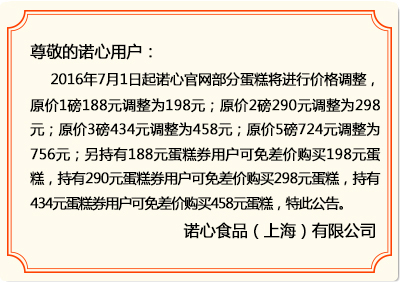 尊敬的诺心用户：
2016年7月1日起诺心官网部分蛋糕将进行价格调整，
原价1磅188元调整为198元；原价2磅290元调整为298
元；原价3磅434元调整为458元；原价5磅724元调整为
756元；另持有188元蛋糕券用户可免差价购买198元蛋
糕，持有290元蛋糕券用户可免差价购买298元蛋糕，持有
434元蛋糕券用户可免差价购买458元蛋糕，特此公告。
诺心食品（上海）有限公司